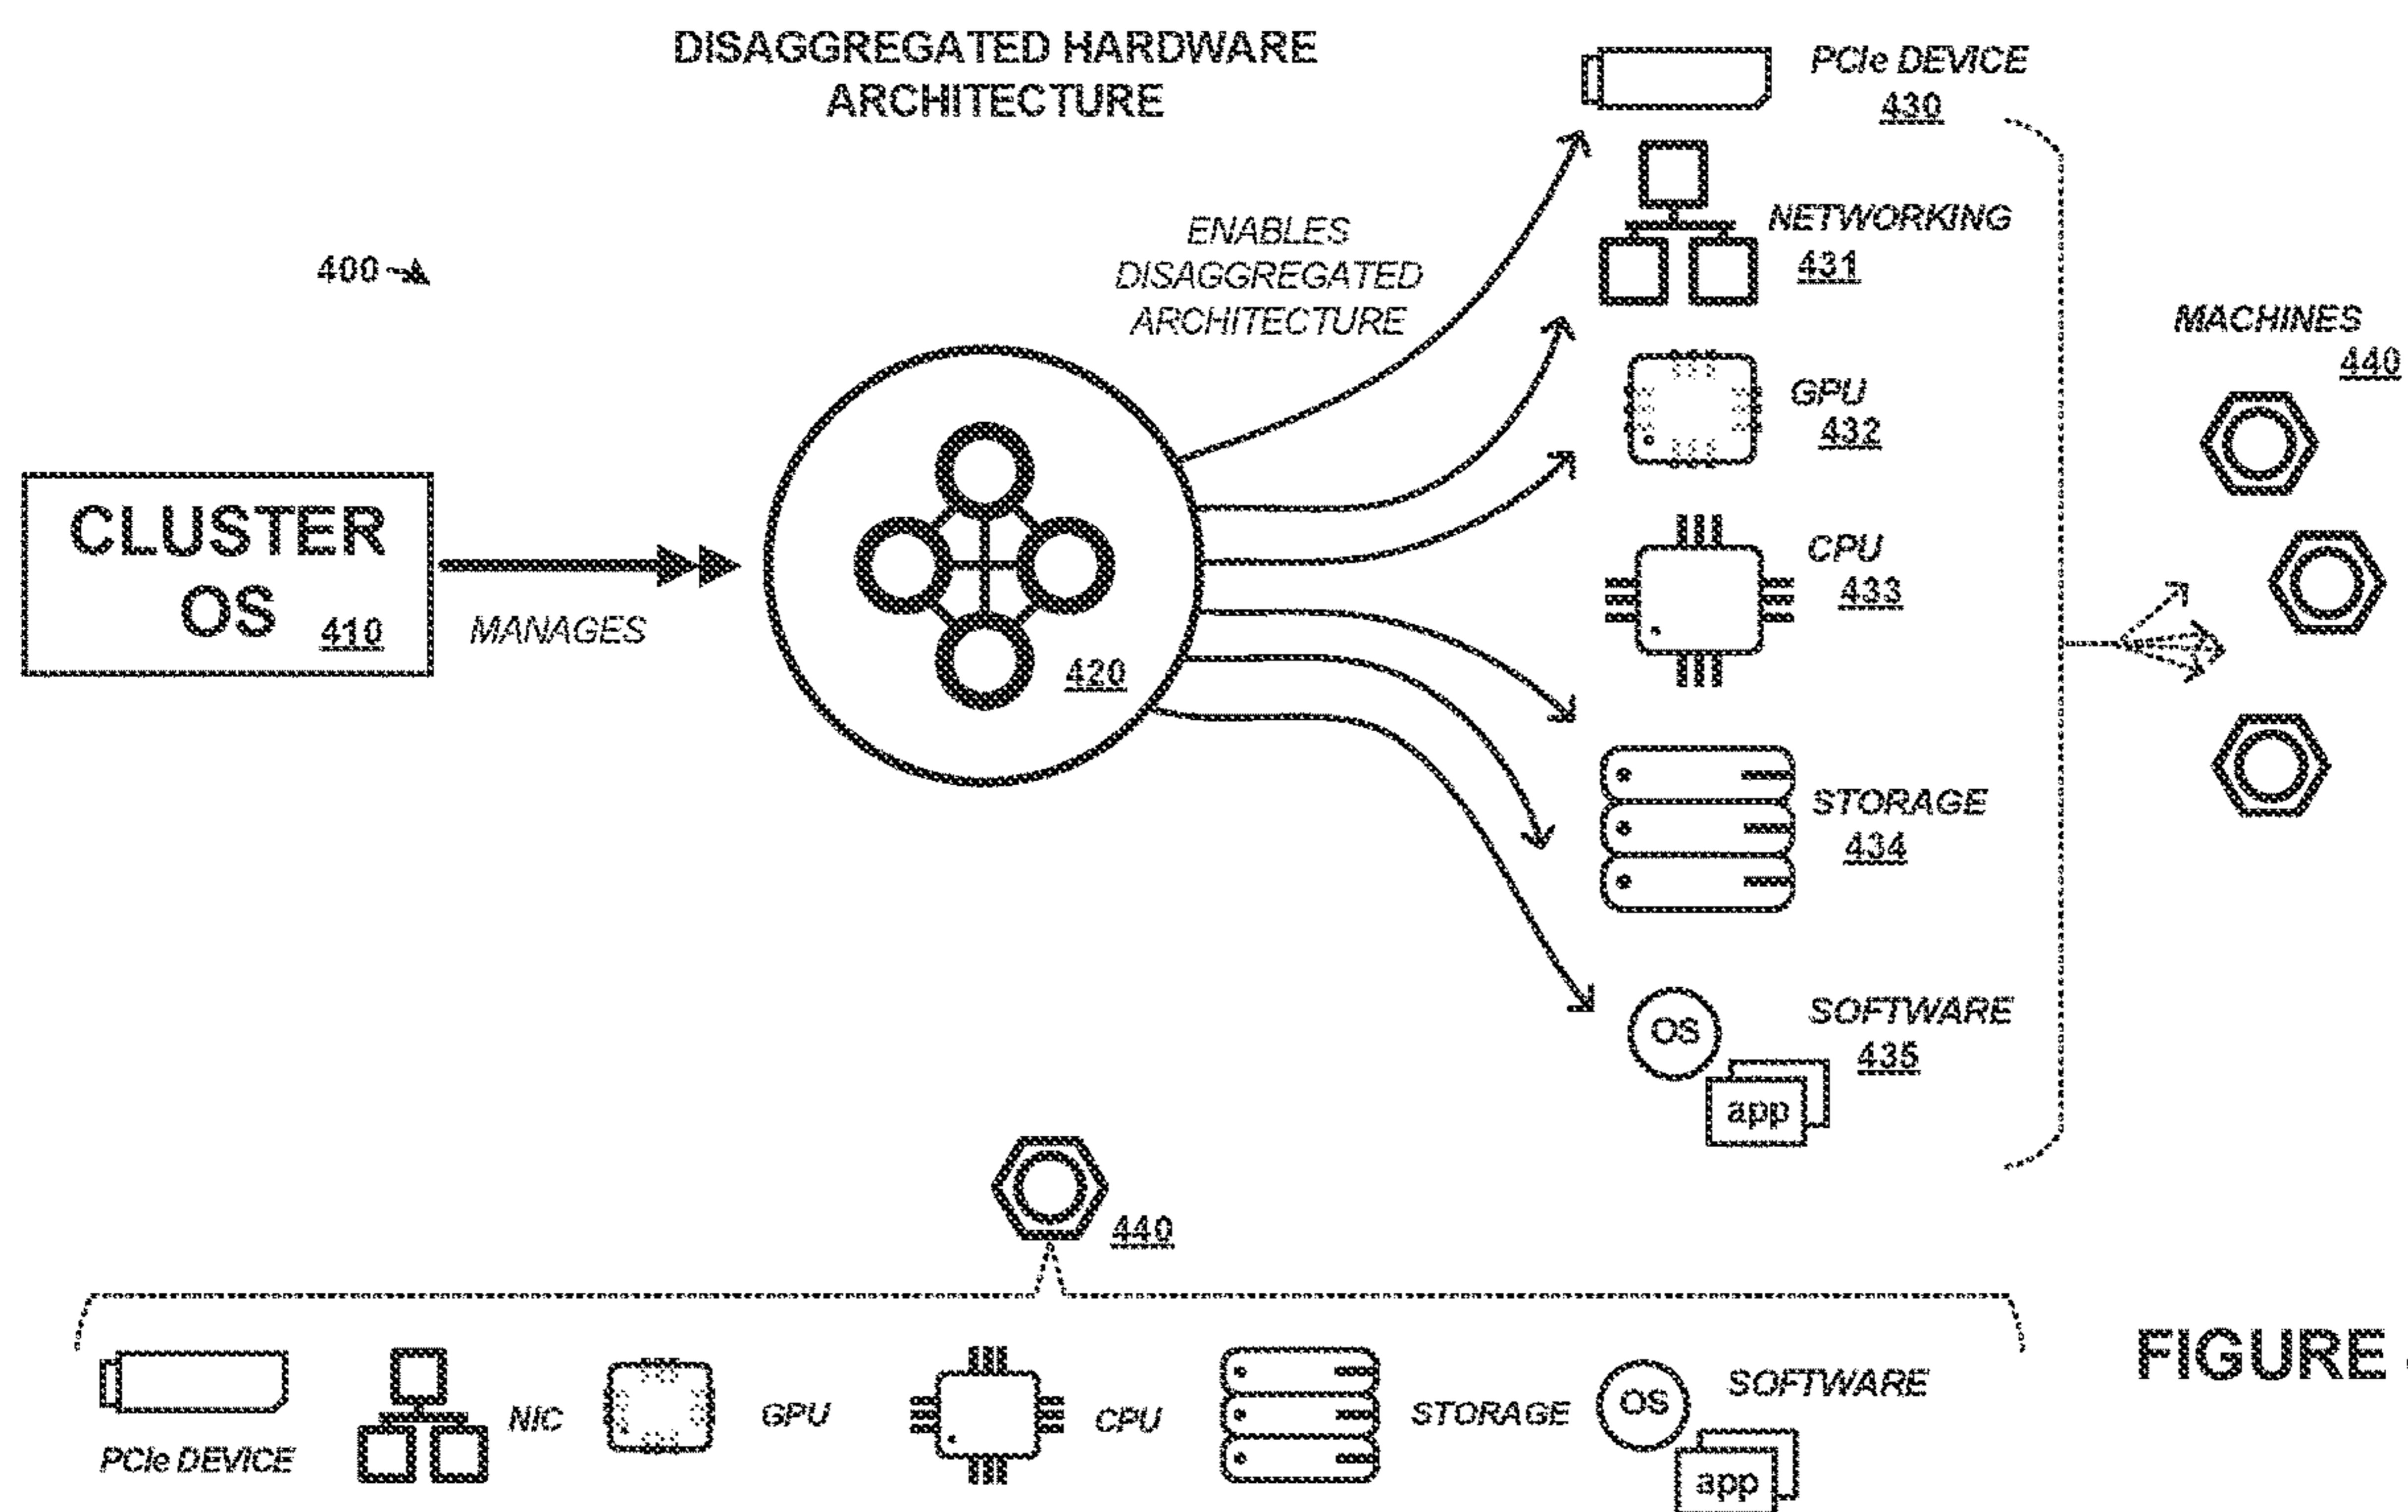 DISAGGREGATED HARDWARE
ARCHITECTURE
PCIe DEVICE
430
400
ENABLES
DISAGGREGATED
ARCHITECTURE
NETWORKING
431
MACHINES
440
GPU
432
CLUSTER
OS
410
MANAGES
420
CPU
433
STORAGE
434
SOFTWARE
435
OS
app
440
PCIe DEVICE
NIC
GPU
CPU
STORAGE
OS
SOFTWARE
app
FIGURE